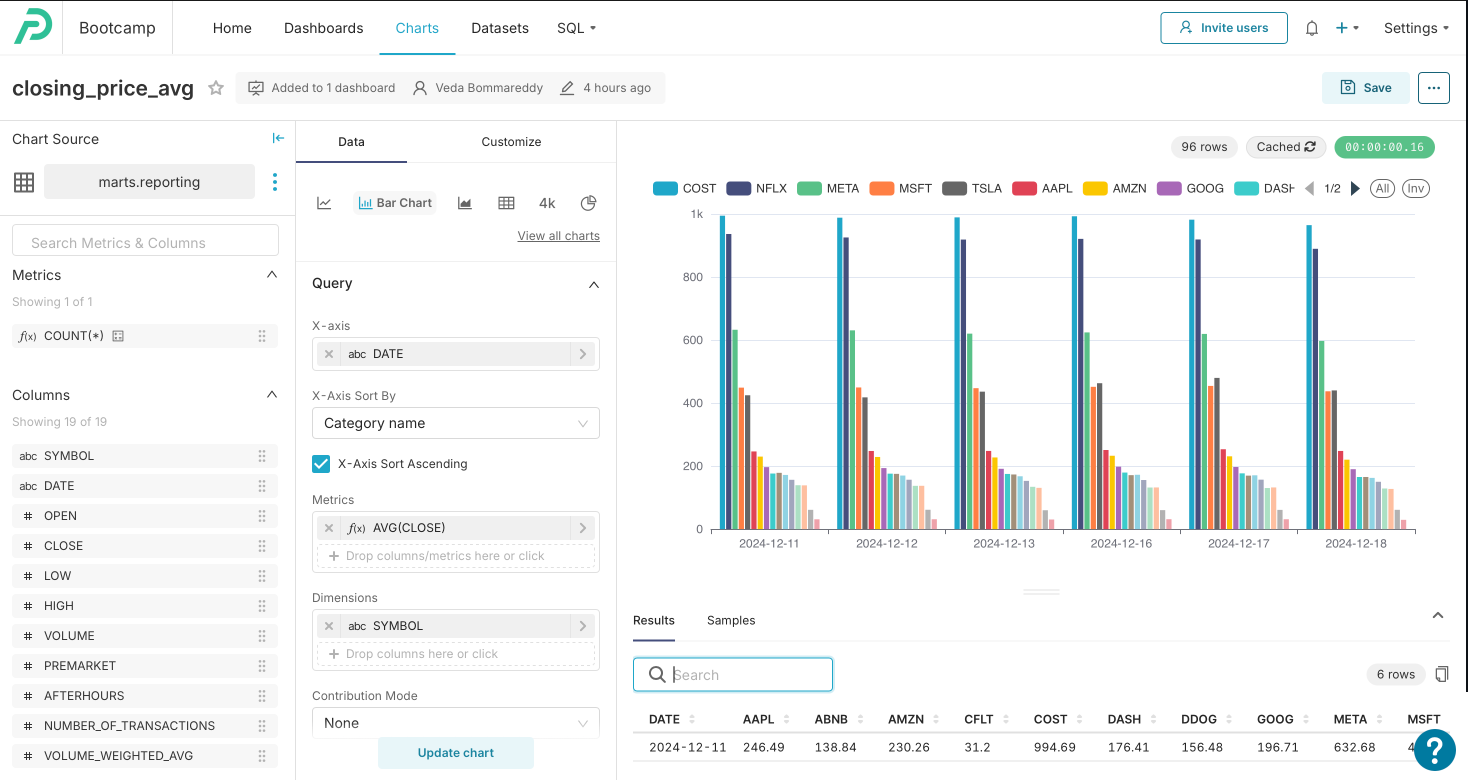 Bootcamp
Home Dashboards Charts Datasets SQL
Invite users
Settings
closing_price_avg
Added to 1 dashboard Veda Bommareddy 4 hours ago
Save
Chart Source
marts.reporting
Search Metrics & Columns
Metrics
Showing 1 of 1
f(x) COUNT(*)
Columns
Showing 19 of 19
abc SYMBOL
abc DATE
# OPEN
# CLOSE
# LOW
# HIGH
# VOLUME
# PREMARKET
# AFTERHOURS
# NUMBER_OF_TRANSACTIONS
# VOLUME_WEIGHTED_AVG
Data Customize
Bar Chart 4k
View all charts
Query
X-axis
abc DATE
X-Axis Sort By
Category name
X-Axis Sort Ascending
Metrics
f(x) AVG(CLOSE)
+ Drop columns/metrics here or click
Dimensions
abc SYMBOL
+ Drop columns here or click
Contribution Mode
None
Update chart
96 rows Cached 00:00:00.16
COST NFLX META MSFT TSLA AAPL AMZN GOOG DASH 1/2 All Inv
1k
800
600
400
200
0
2024-12-11 2024-12-12 2024-12-13 2024-12-16 2024-12-17 2024-12-18
Results Samples
Search
6 rows
DATE AAPL ABNB AMZN CFLT COST DASH DDOG GOOG META MSFT
2024-12-11 246.49 138.84 230.26 31.2 994.69 176.41 156.48 196.71 632.68 4
?